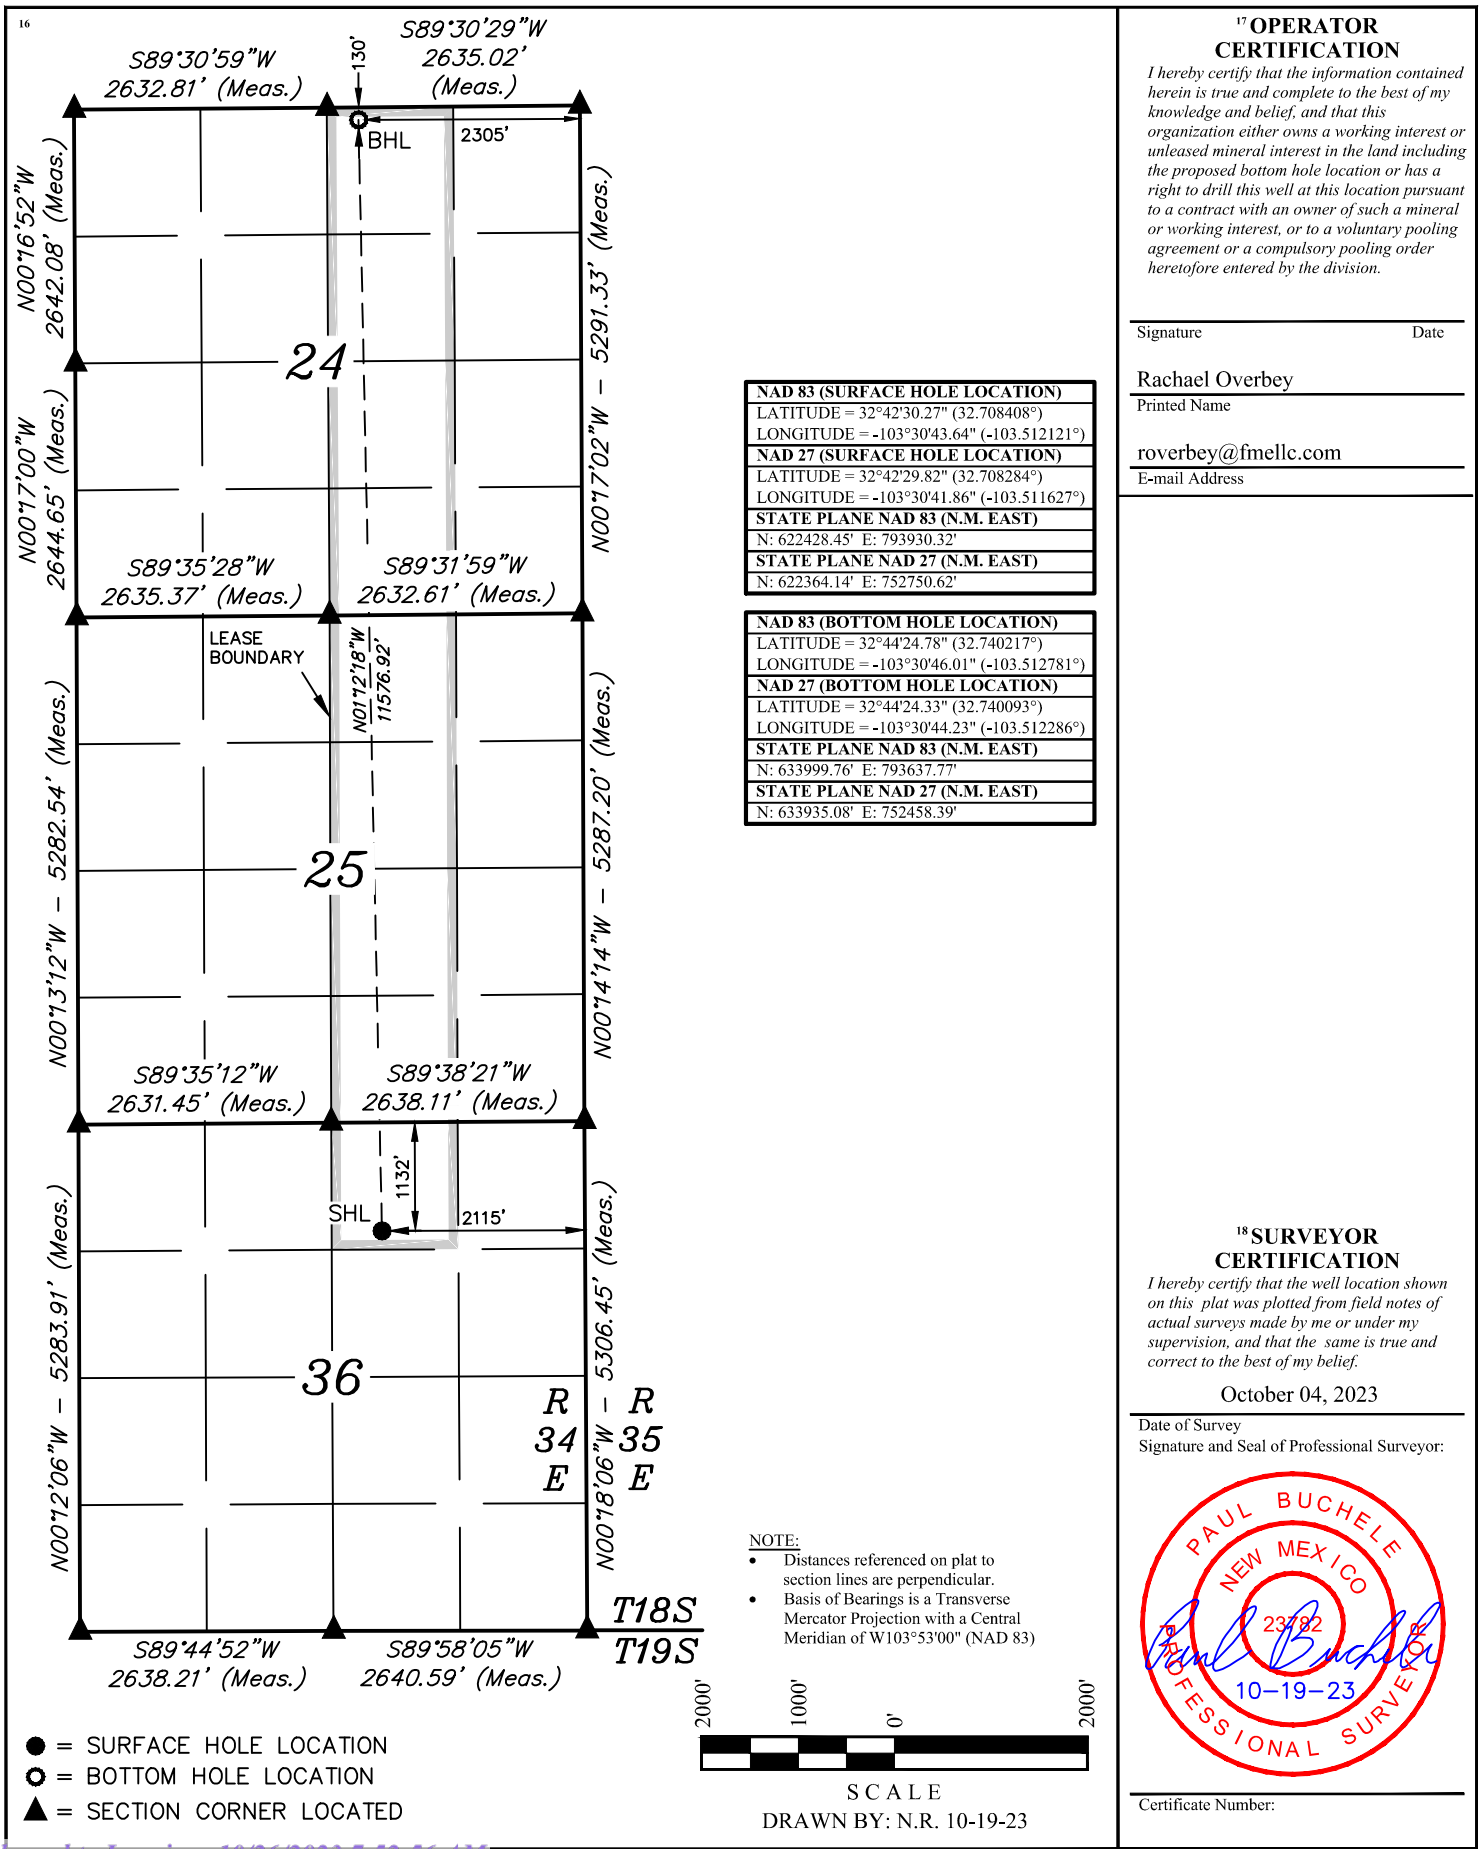 16
S89°30'59"W
2632.81' (Meas.)
S89°30'29"W
2635.02'
(Meas.)
130'
BHL
2305'
N00°16'52"W
2642.08' (Meas.)
N00°17'00"W
2644.65' (Meas.)
N00°17'02"W - 5291.33' (Meas.)
24
S89°35'28"W
2635.37' (Meas.)
S89°31'59"W
2632.61' (Meas.)
LEASE
BOUNDARY
N01°12'18"W
11576.92'
N00°13'12"W - 5282.54' (Meas.)
N00°14'14"W - 5287.20' (Meas.)
25
S89°35'12"W
2631.45' (Meas.)
S89°38'21"W
2638.11' (Meas.)
1132'
SHL
2115'
N00°12'06"W - 5283.91' (Meas.)
N00°18'06"W - 5306.45' (Meas.)
36
R R
34 35
E E
T18S
T19S
S89°44'52"W
2638.21' (Meas.)
S89°58'05"W
2640.59' (Meas.)
● = SURFACE HOLE LOCATION
○ = BOTTOM HOLE LOCATION
▲ = SECTION CORNER LOCATED
NAD 83 (SURFACE HOLE LOCATION)
LATITUDE = 32°42'30.27" (32.708408°)
LONGITUDE = -103°30'43.64" (-103.512121°)
NAD 27 (SURFACE HOLE LOCATION)
LATITUDE = 32°42'29.82" (32.708284°)
LONGITUDE = -103°30'41.86" (-103.511627°)
STATE PLANE NAD 83 (N.M. EAST)
N: 622428.45' E: 793930.32'
STATE PLANE NAD 27 (N.M. EAST)
N: 622364.14' E: 752750.62'
NAD 83 (BOTTOM HOLE LOCATION)
LATITUDE = 32°44'24.78" (32.740217°)
LONGITUDE = -103°30'46.01" (-103.512781°)
NAD 27 (BOTTOM HOLE LOCATION)
LATITUDE = 32°44'24.33" (32.740093°)
LONGITUDE = -103°30'44.23" (-103.512286°)
STATE PLANE NAD 83 (N.M. EAST)
N: 633999.76' E: 793637.77'
STATE PLANE NAD 27 (N.M. EAST)
N: 633935.08' E: 752458.39'
NOTE:
• Distances referenced on plat to
section lines are perpendicular.
• Basis of Bearings is a Transverse
Mercator Projection with a Central
Meridian of W103°53'00" (NAD 83)
2000' 1000' 0' 2000'
SCALE
DRAWN BY: N.R. 10-19-23
17 OPERATOR
CERTIFICATION
I hereby certify that the information contained
herein is true and complete to the best of my
knowledge and belief, and that this
organization either owns a working interest or
unleased mineral interest in the land including
the proposed bottom hole location or has a
right to drill this well at this location pursuant
to a contract with an owner of such a mineral
or working interest, or to a voluntary pooling
agreement or a compulsory pooling order
heretofore entered by the division.
Signature Date
Rachael Overbey
Printed Name
roverbey@fmellc.com
E-mail Address
18 SURVEYOR
CERTIFICATION
I hereby certify that the well location shown
on this plat was plotted from field notes of
actual surveys made by me or under my
supervision, and that the same is true and
correct to the best of my belief.
October 04, 2023
Date of Survey
Signature and Seal of Professional Surveyor:
PAUL BUCHELE
NEW MEXICO
23782
Paul Buchele
10-19-23
PROFESSIONAL SURVEYOR
Certificate Number: